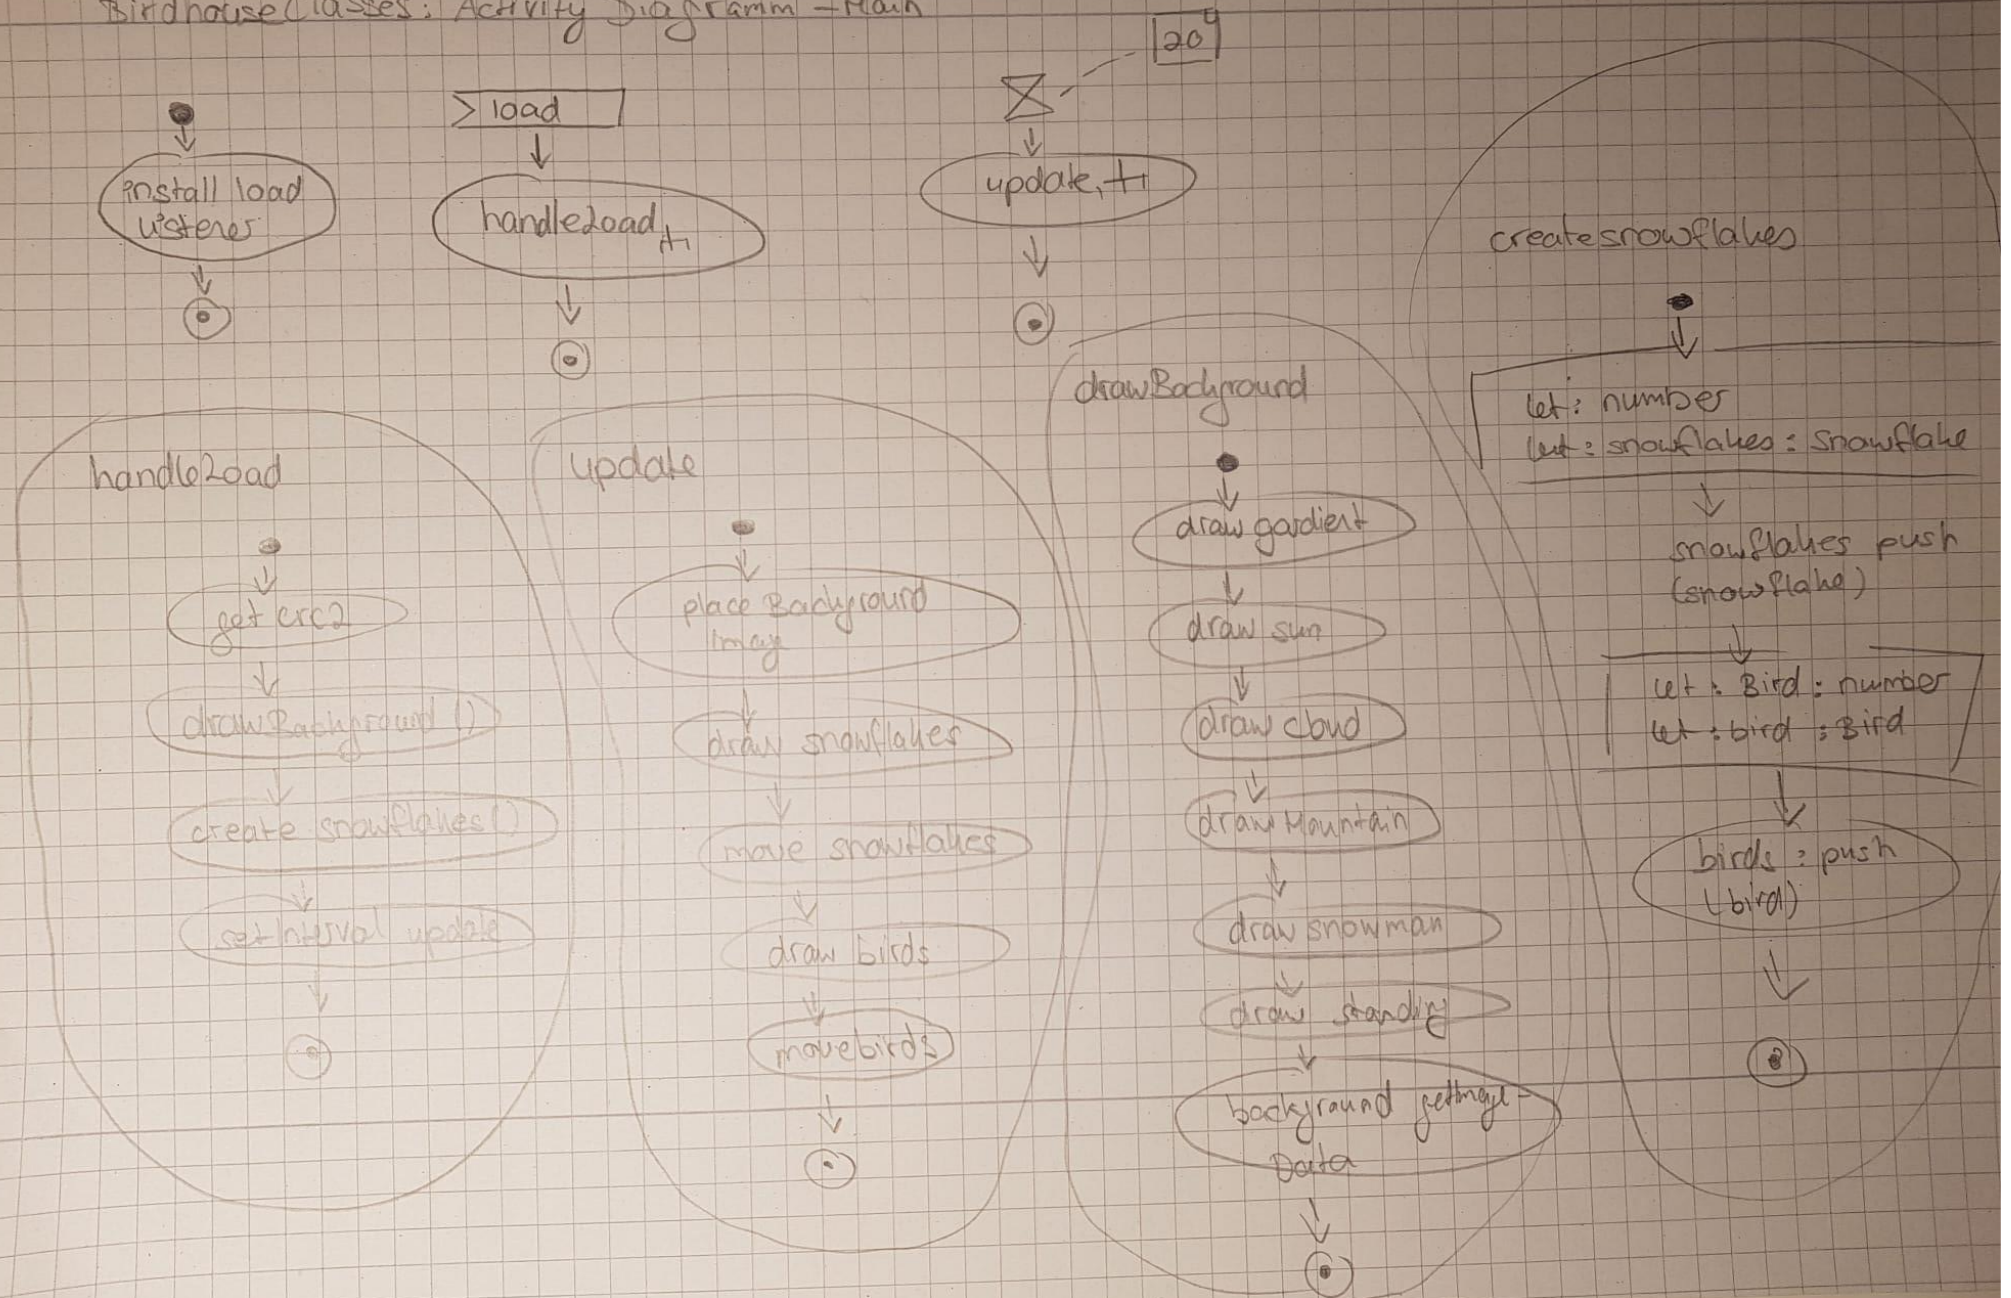 Birdhouse Classes: Activity Diagramm - Main
install load
listener
load
handleLoad
20
update
createsnowflakes
let: number
let: snowflakes: Snowflake
snowflakes push
(snowflake)
let: Bird: number
let: bird: Bird
birds: push
(bird)
handleLoad
get crc2
drawBackground ()
create snowflakes()
setInterval update
update
place Background
Image
draw snowflakes
move snowflakes
draw birds
movebirds
drawBackground
draw gardient
draw sun
draw cloud
draw Mountain
draw snowman
draw
background getImage-
Data